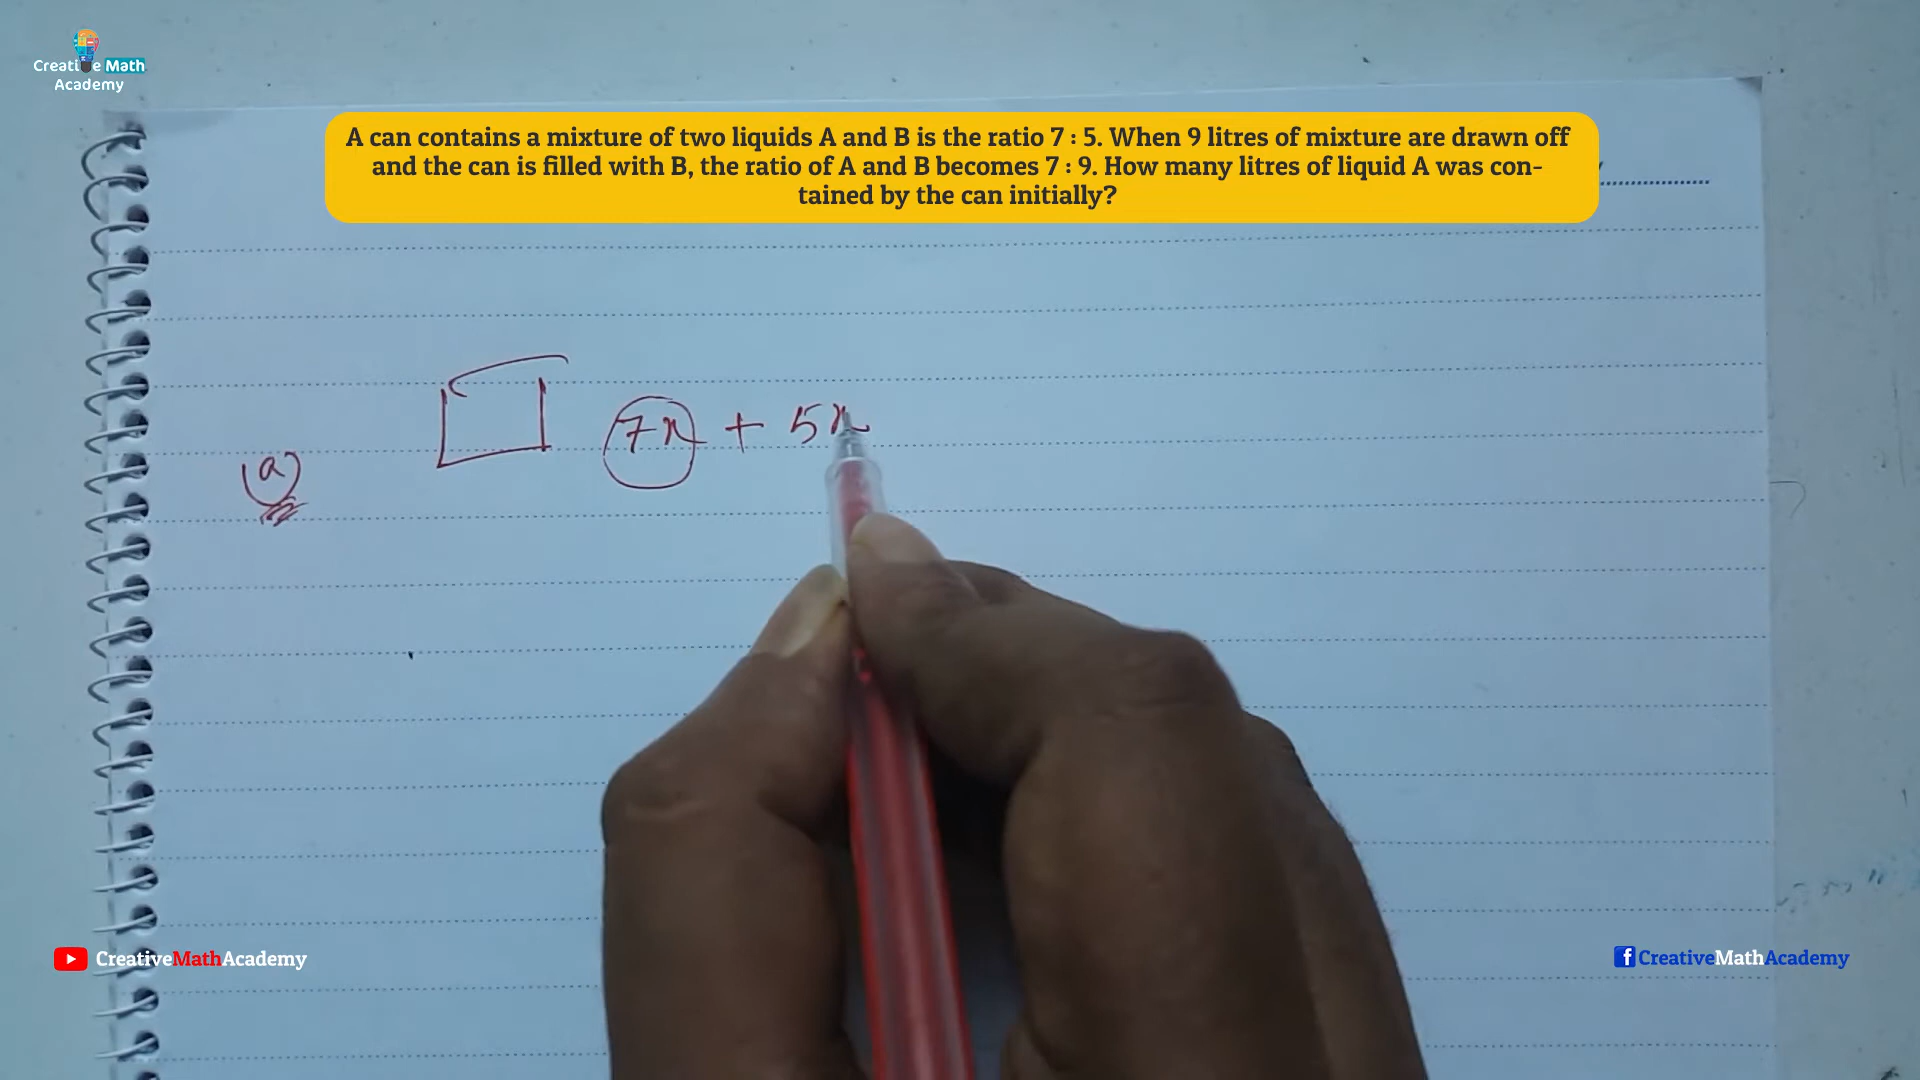 Creative Math
Academy
A can contains a mixture of two liquids A and B is the ratio 7 : 5. When 9 litres of mixture are drawn off
and the can is filled with B, the ratio of A and B becomes 7 : 9. How many litres of liquid A was con-
tained by the can initially?
7x + 5x
a
CreativeMathAcademy
CreativeMathAcademy